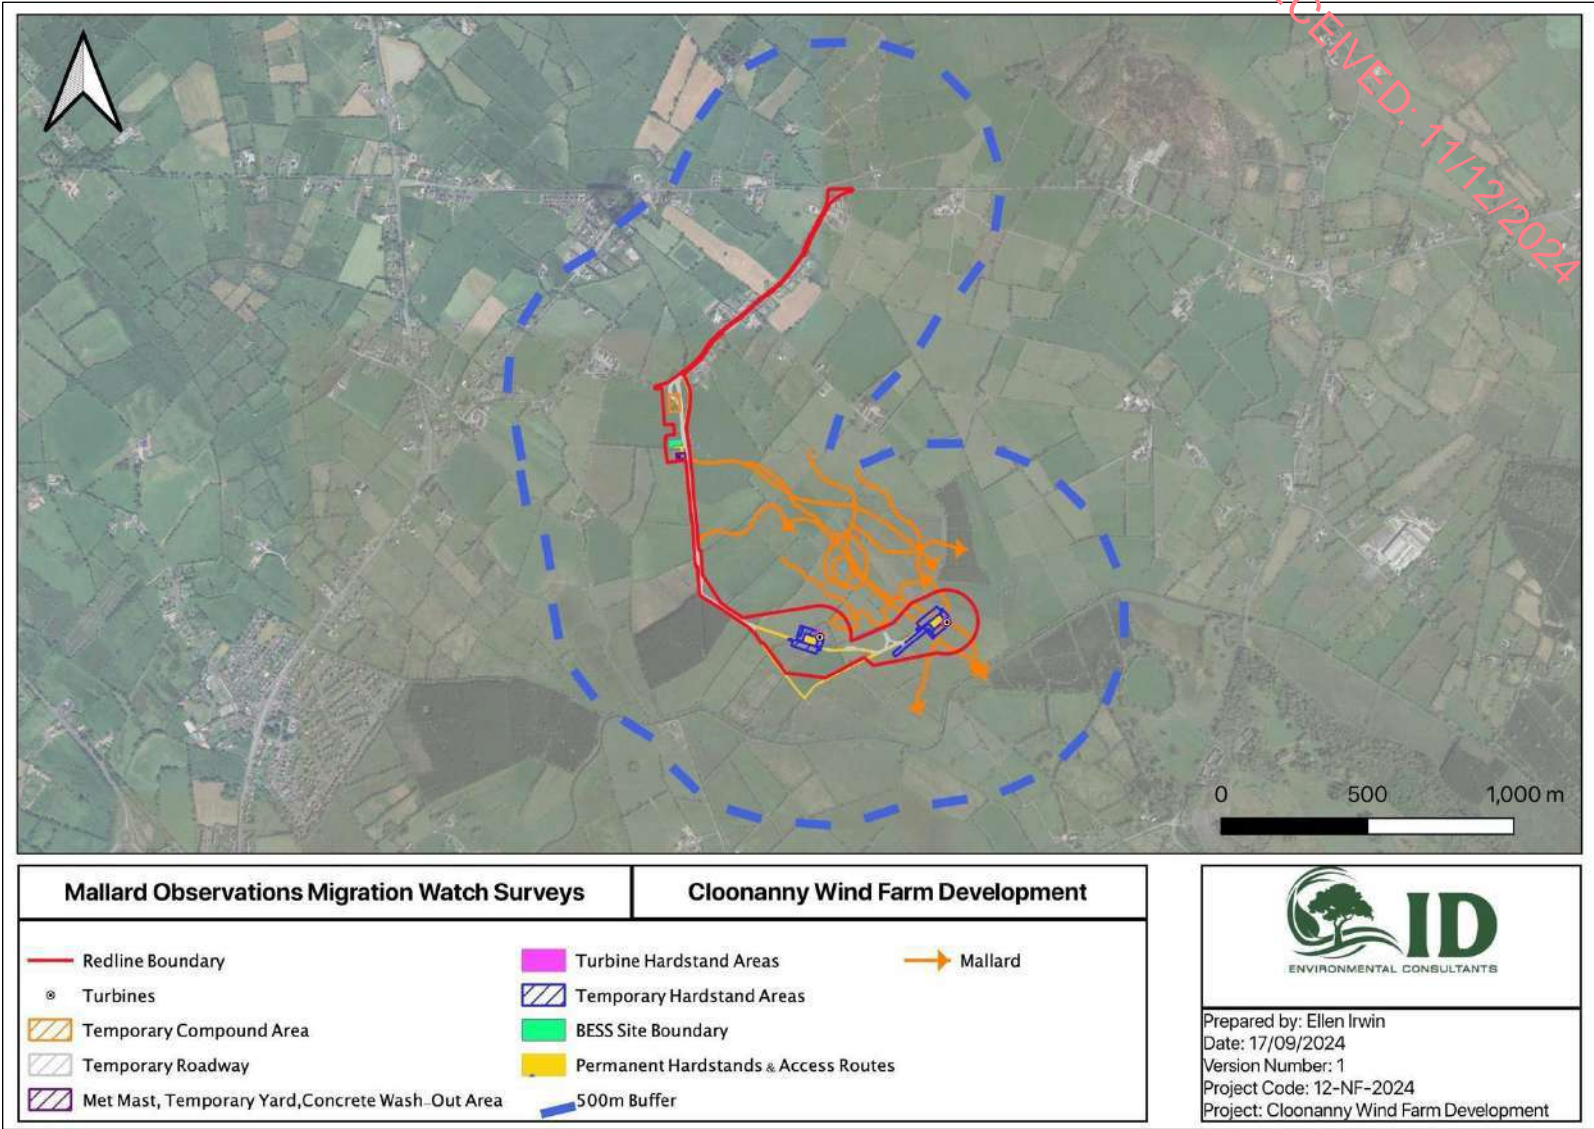 CEIVED: 11/12/2024
0 500 1,000 m
Mallard Observations Migration Watch Surveys
Cloonanny Wind Farm Development
Redline Boundary
Turbines
Temporary Compound Area
Temporary Roadway
Met Mast, Temporary Yard,Concrete Wash-Out Area
Turbine Hardstand Areas
Temporary Hardstand Areas
BESS Site Boundary
Permanent Hardstands & Access Routes
500m Buffer
Mallard
ID
ENVIRONMENTAL CONSULTANTS
Prepared by: Ellen Irwin
Date: 17/09/2024
Version Number: 1
Project Code: 12-NF-2024
Project: Cloonanny Wind Farm Development